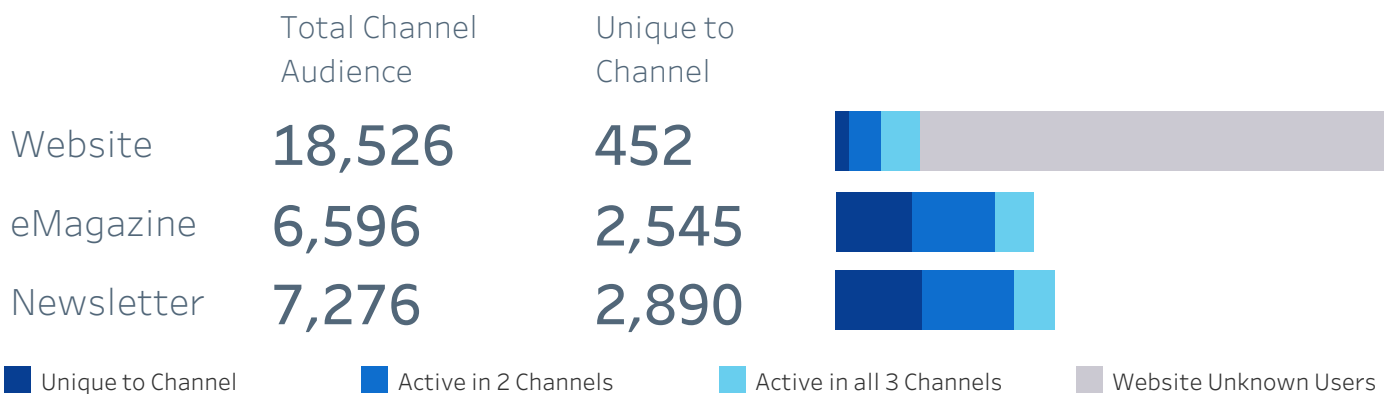 Total Channel
Audience
Unique to
Channel
Website 18,526 452
eMagazine 6,596 2,545
Newsletter 7,276 2,890
Unique to Channel Active in 2 Channels Active in all 3 Channels Website Unknown Users